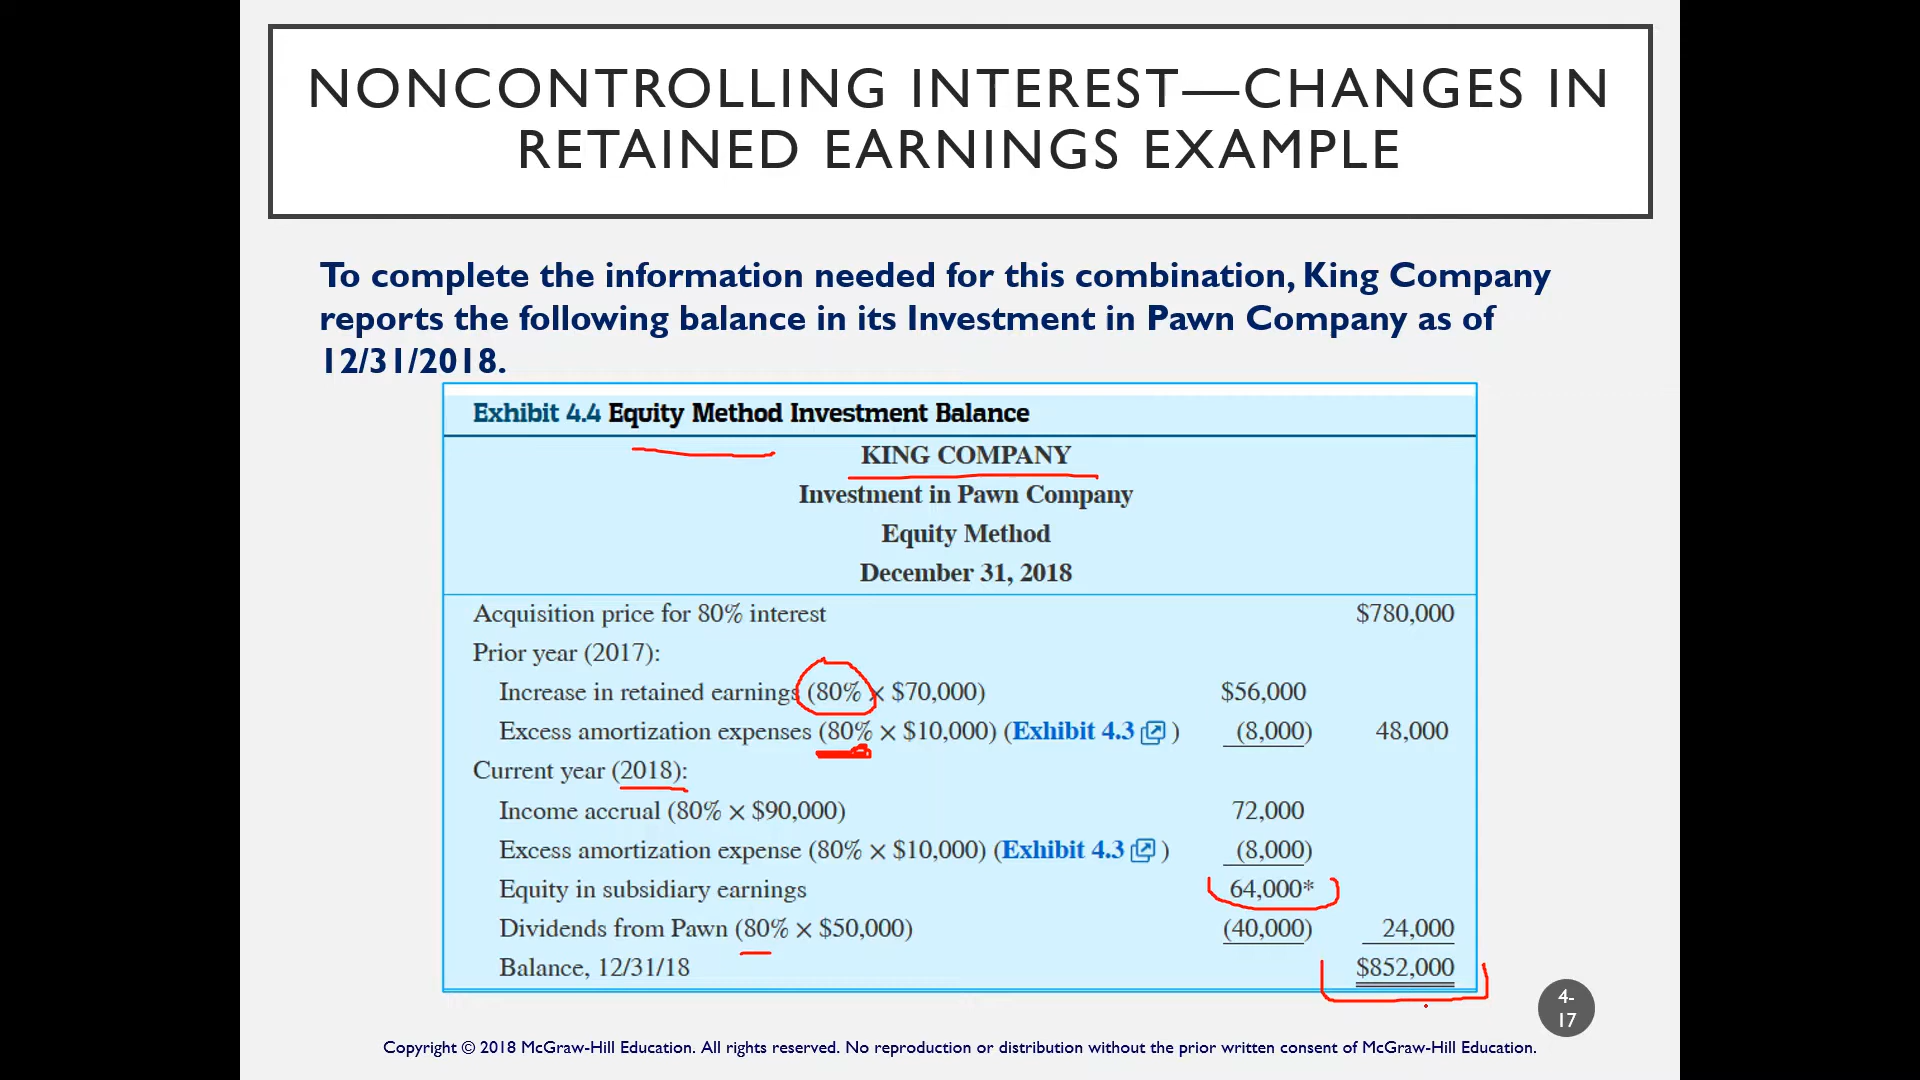 NONCONTROLLING INTEREST—CHANGES IN
RETAINED EARNINGS EXAMPLE
To complete the information needed for this combination, King Company
reports the following balance in its Investment in Pawn Company as of
12/31/2018.
Exhibit 4.4 Equity Method Investment Balance
KING COMPANY
Investment in Pawn Company
Equity Method
December 31, 2018
Acquisition price for 80% interest $780,000
Prior year (2017):
Increase in retained earnings (80% × $70,000) $56,000
Excess amortization expenses (80% × $10,000) (Exhibit 4.3 ) (8,000) 48,000
Current year (2018):
Income accrual (80% × $90,000) 72,000
Excess amortization expense (80% × $10,000) (Exhibit 4.3 ) (8,000)
Equity in subsidiary earnings 64,000*
Dividends from Pawn (80% × $50,000) (40,000) 24,000
Balance, 12/31/18 $852,000
4-
17
Copyright © 2018 McGraw-Hill Education. All rights reserved. No reproduction or distribution without the prior written consent of McGraw-Hill Education.